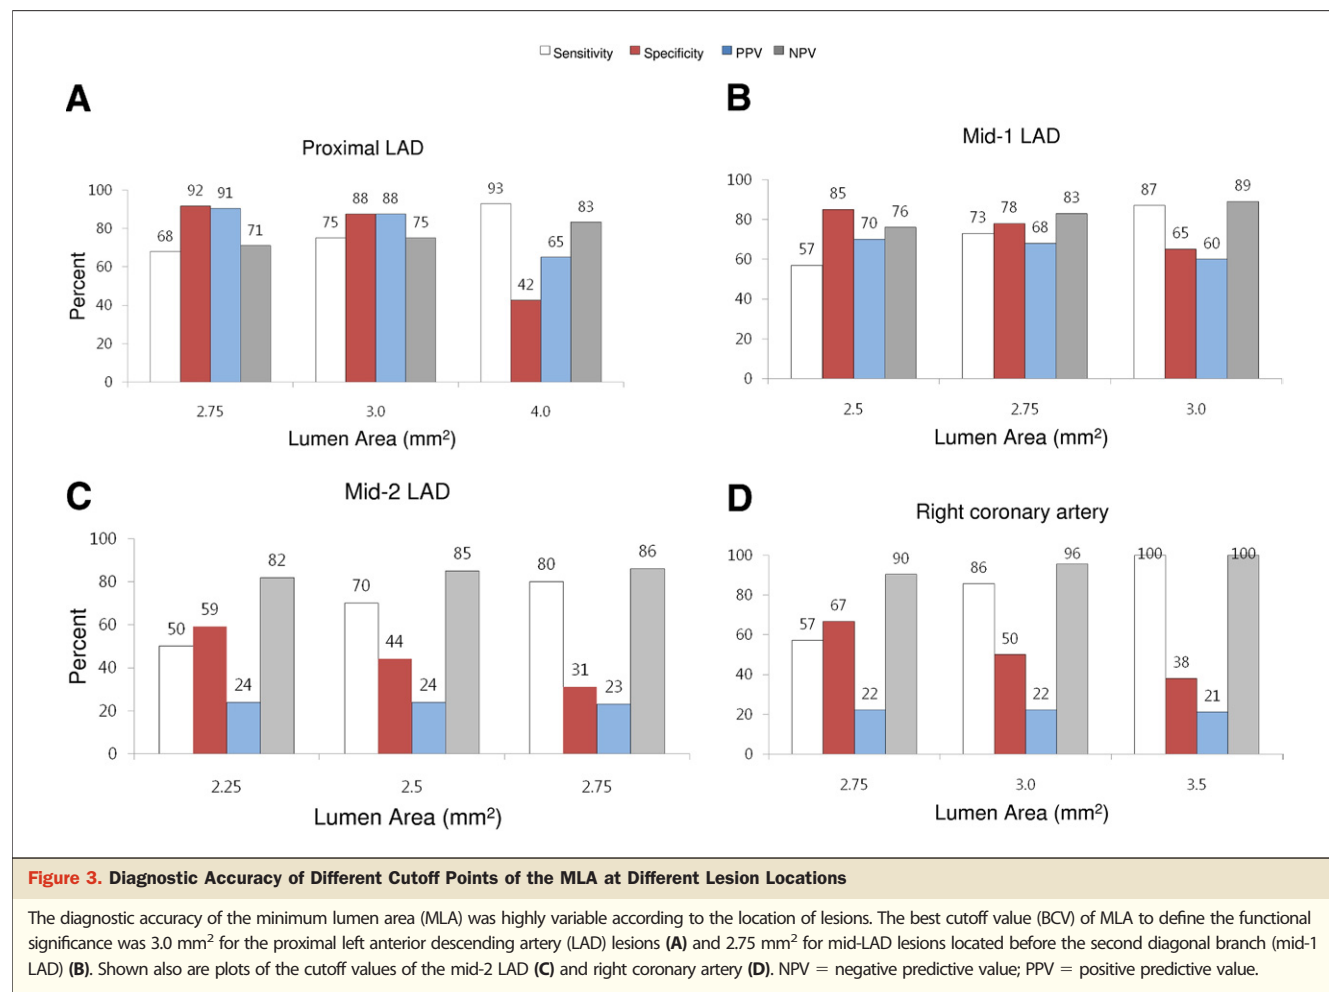 Sensitivity Specificity PPV NPV
A
Proximal LAD
Percent
100
80
60
40
20
0
68 92 91 71
75 88 88 75
93 42 65 83
2.75 3.0 4.0
Lumen Area (mm²)
B
Mid-1 LAD
100
80
60
40
20
0
57 85 70 76
73 78 68 83
87 65 60 89
2.5 2.75 3.0
Lumen Area (mm²)
C
Mid-2 LAD
Percent
100
80
60
40
20
0
50 59 24 82
70 44 24 85
80 31 23 86
2.25 2.5 2.75
Lumen Area (mm²)
D
Right coronary artery
100
80
60
40
20
0
57 67 22 90
86 50 22 96
100 38 21 100
2.75 3.0 3.5
Lumen Area (mm²)
Figure 3. Diagnostic Accuracy of Different Cutoff Points of the MLA at Different Lesion Locations
The diagnostic accuracy of the minimum lumen area (MLA) was highly variable according to the location of lesions. The best cutoff value (BCV) of MLA to define the functional
significance was 3.0 mm² for the proximal left anterior descending artery (LAD) lesions (A) and 2.75 mm² for mid-LAD lesions located before the second diagonal branch (mid-1
LAD) (B). Shown also are plots of the cutoff values of the mid-2 LAD (C) and right coronary artery (D). NPV = negative predictive value; PPV = positive predictive value.